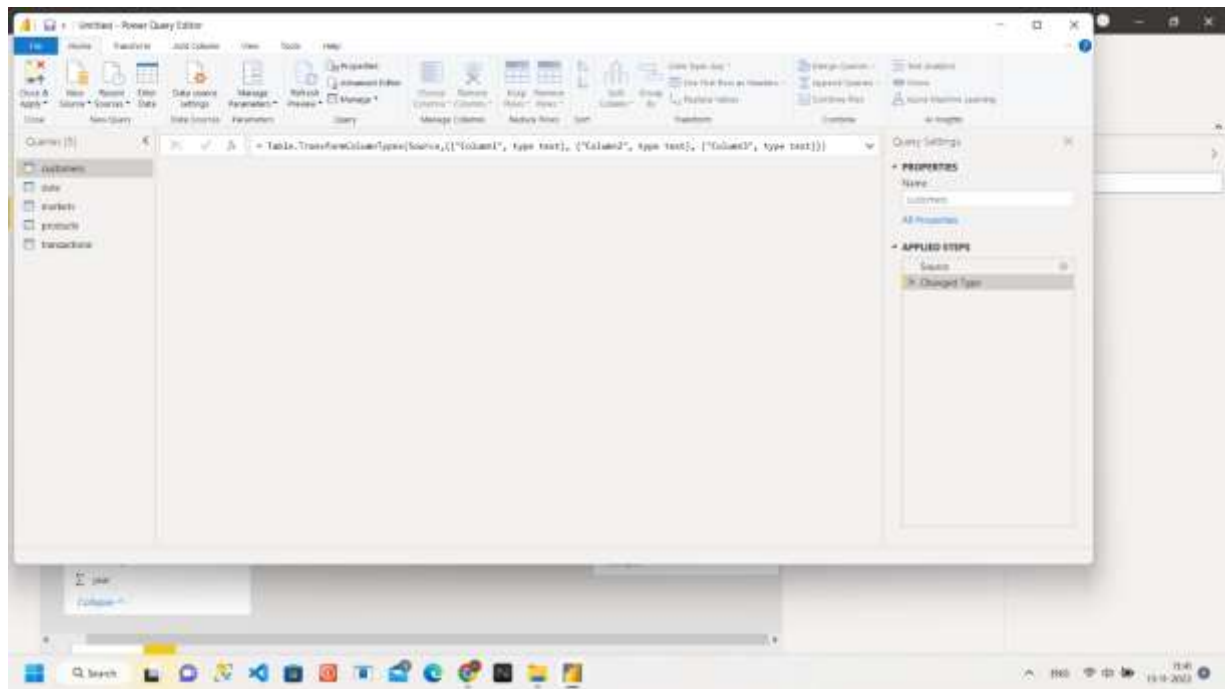 Untitled - Power Query Editor
File Home Transform Add Column View Tools Help
Close & Apply New Source Recent Sources Enter Data Data source settings Manage Parameters Refresh Preview Properties Advanced Editor Manage Choose Columns Remove Columns Keep Rows Remove Rows Split Column Group By Data Type: Any Use First Row as Headers Replace Values Merge Queries Append Queries Combine Files Text Analytics Vision Azure Machine Learning
Close New Query Data Sources Parameters Query Manage Columns Reduce Rows Sort Transform Combine AI Insights
Queries [5]
= Table.TransformColumnTypes(Source,{{"Column1", type text}, {"Column2", type text}, {"Column3", type text}})
customers
date
markets
products
transactions
Query Settings
PROPERTIES
Name
customers
All Properties
APPLIED STEPS
Source
Changed Type
Σ year
Collapse
Search
ENG
15:41